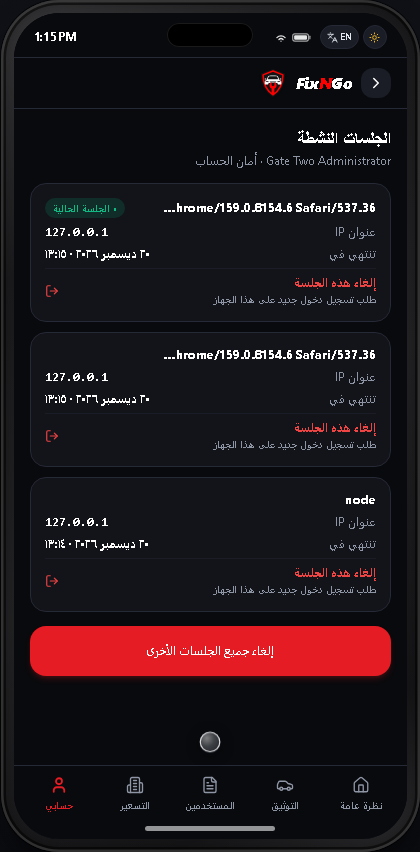 1:15 PM
EN
FixNGo
الجلسات النشطة
Gate Two Administrator · أمان الحساب
...hrome/159.0.8154.6 Safari/537.36
• الجلسة الحالية
عنوان IP
127.0.0.1
تنتهي في
٢٠ ديسمبر ٢٠٢٦ · ١٣:١٥
إلغاء هذه الجلسة
طلب تسجيل دخول جديد على هذا الجهاز
...hrome/159.0.8154.6 Safari/537.36
عنوان IP
127.0.0.1
تنتهي في
٢٠ ديسمبر ٢٠٢٦ · ١٣:١٥
إلغاء هذه الجلسة
طلب تسجيل دخول جديد على هذا الجهاز
node
عنوان IP
127.0.0.1
تنتهي في
٢٠ ديسمبر ٢٠٢٦ · ١٣:١٤
إلغاء هذه الجلسة
طلب تسجيل دخول جديد على هذا الجهاز
إلغاء جميع الجلسات الأخرى
نظرة عامة
التوثيق
المستخدمين
التسعير
حسابي